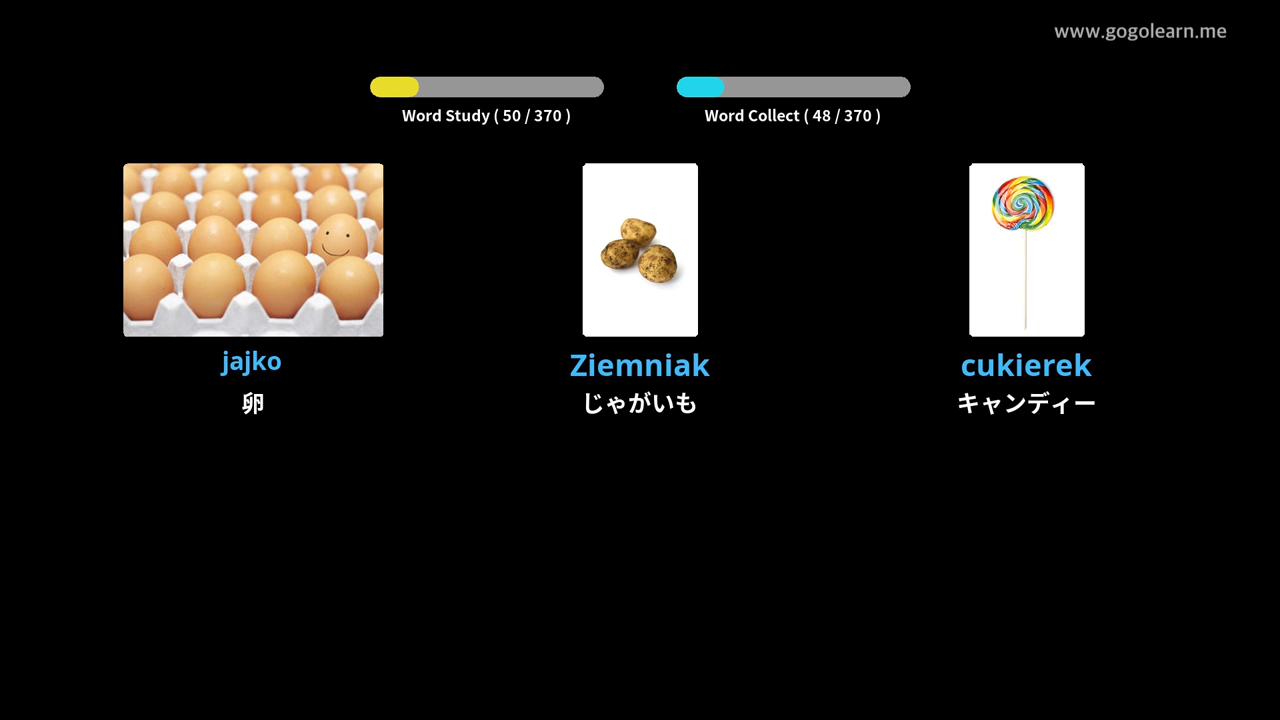 www.gogolearn.me
Word Study ( 50 / 370 )
Word Collect ( 48 / 370 )
jajko
卵
Ziemniak
じゃがいも
cukierek
キャンディー